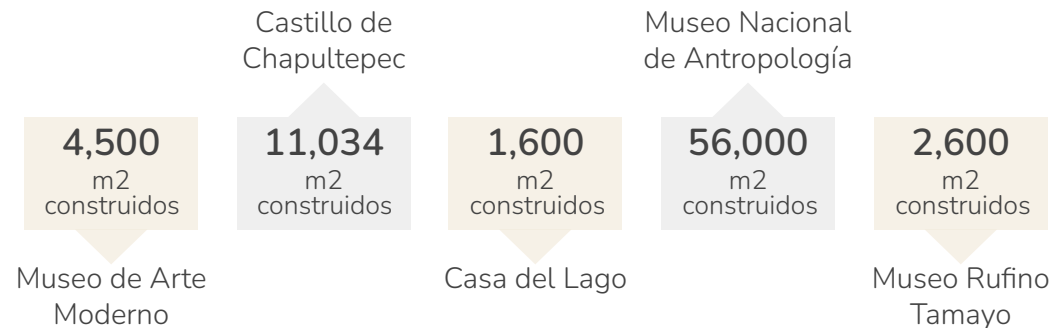 Castillo de
Chapultepec
Museo Nacional
de Antropología
4,500
m2
construidos
11,034
m2
construidos
1,600
m2
construidos
56,000
m2
construidos
2,600
m2
construidos
Museo de Arte
Moderno
Casa del Lago
Museo Rufino
Tamayo